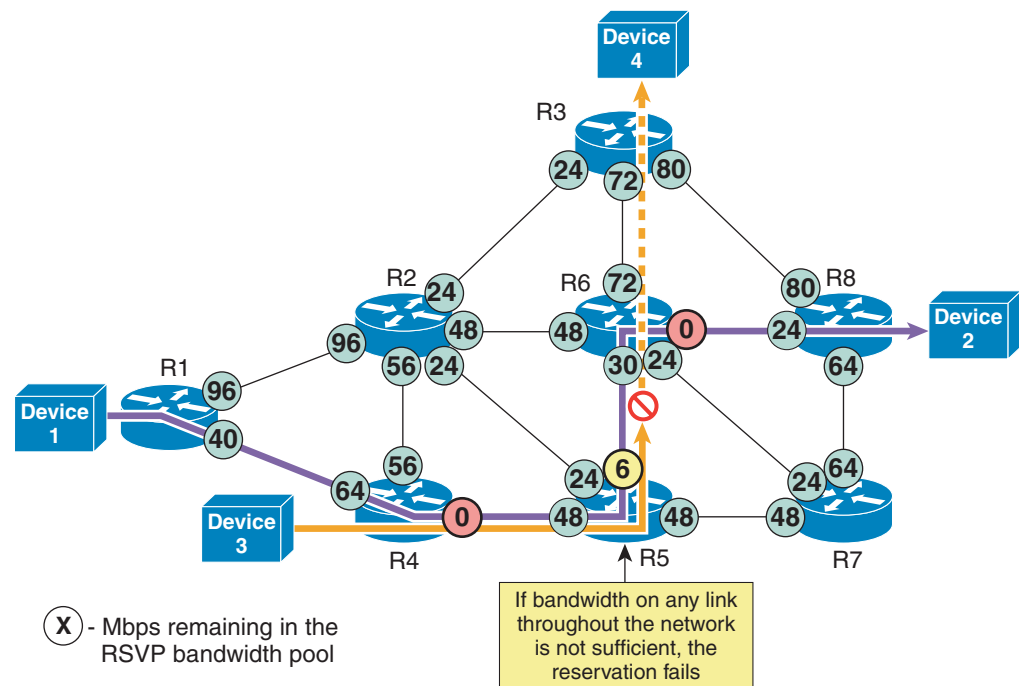 Device
4
R3
24
72
80
R2
R6
R8
24
72
80
96
48
48
0
24
Device
2
56
24
30
24
64
R1
96
Device
1
40
56
6
64
64
24
24
Device
3
0
48
48
48
R4
R5
R7
X - Mbps remaining in the
RSVP bandwidth pool
If bandwidth on any link
throughout the network
is not sufficient, the
reservation fails